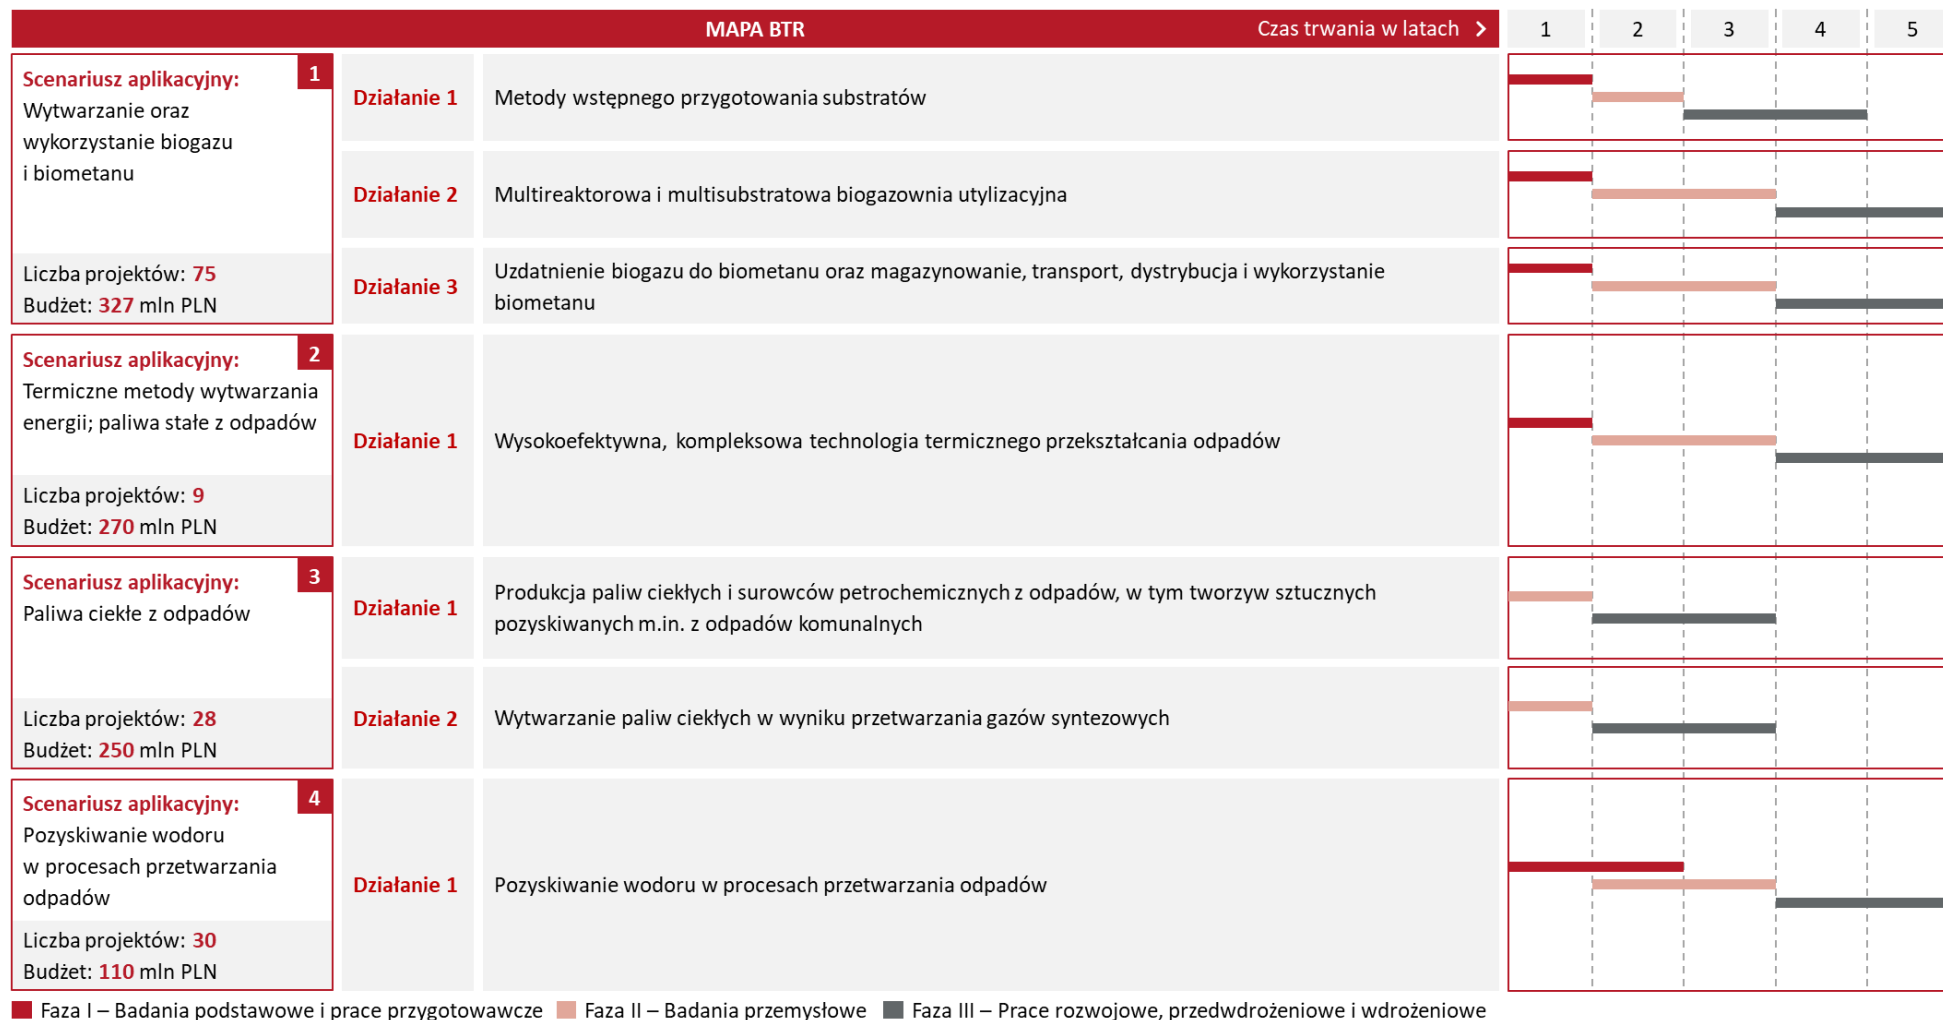 MAPA BTR
Czas trwania w latach
1 2 3 4 5
1
Scenariusz aplikacyjny:
Wytwarzanie oraz
wykorzystanie biogazu
i biometanu
Liczba projektów: 75
Budżet: 327 mln PLN
Działanie 1
Metody wstępnego przygotowania substratów
Działanie 2
Multireaktorowa i multisubstratowa biogazownia utylizacyjna
Działanie 3
Uzdatnienie biogazu do biometanu oraz magazynowanie, transport, dystrybucja i wykorzystanie
biometanu
2
Scenariusz aplikacyjny:
Termiczne metody wytwarzania
energii; paliwa stałe z odpadów
Liczba projektów: 9
Budżet: 270 mln PLN
Działanie 1
Wysokoefektywna, kompleksowa technologia termicznego przekształcania odpadów
3
Scenariusz aplikacyjny:
Paliwa ciekłe z odpadów
Liczba projektów: 28
Budżet: 250 mln PLN
Działanie 1
Produkcja paliw ciekłych i surowców petrochemicznych z odpadów, w tym tworzyw sztucznych
pozyskiwanych m.in. z odpadów komunalnych
Działanie 2
Wytwarzanie paliw ciekłych w wyniku przetwarzania gazów syntezowych
4
Scenariusz aplikacyjny:
Pozyskiwanie wodoru
w procesach przetwarzania
odpadów
Liczba projektów: 30
Budżet: 110 mln PLN
Działanie 1
Pozyskiwanie wodoru w procesach przetwarzania odpadów
Faza I – Badania podstawowe i prace przygotowawcze
Faza II – Badania przemysłowe
Faza III – Prace rozwojowe, przedwdrożeniowe i wdrożeniowe